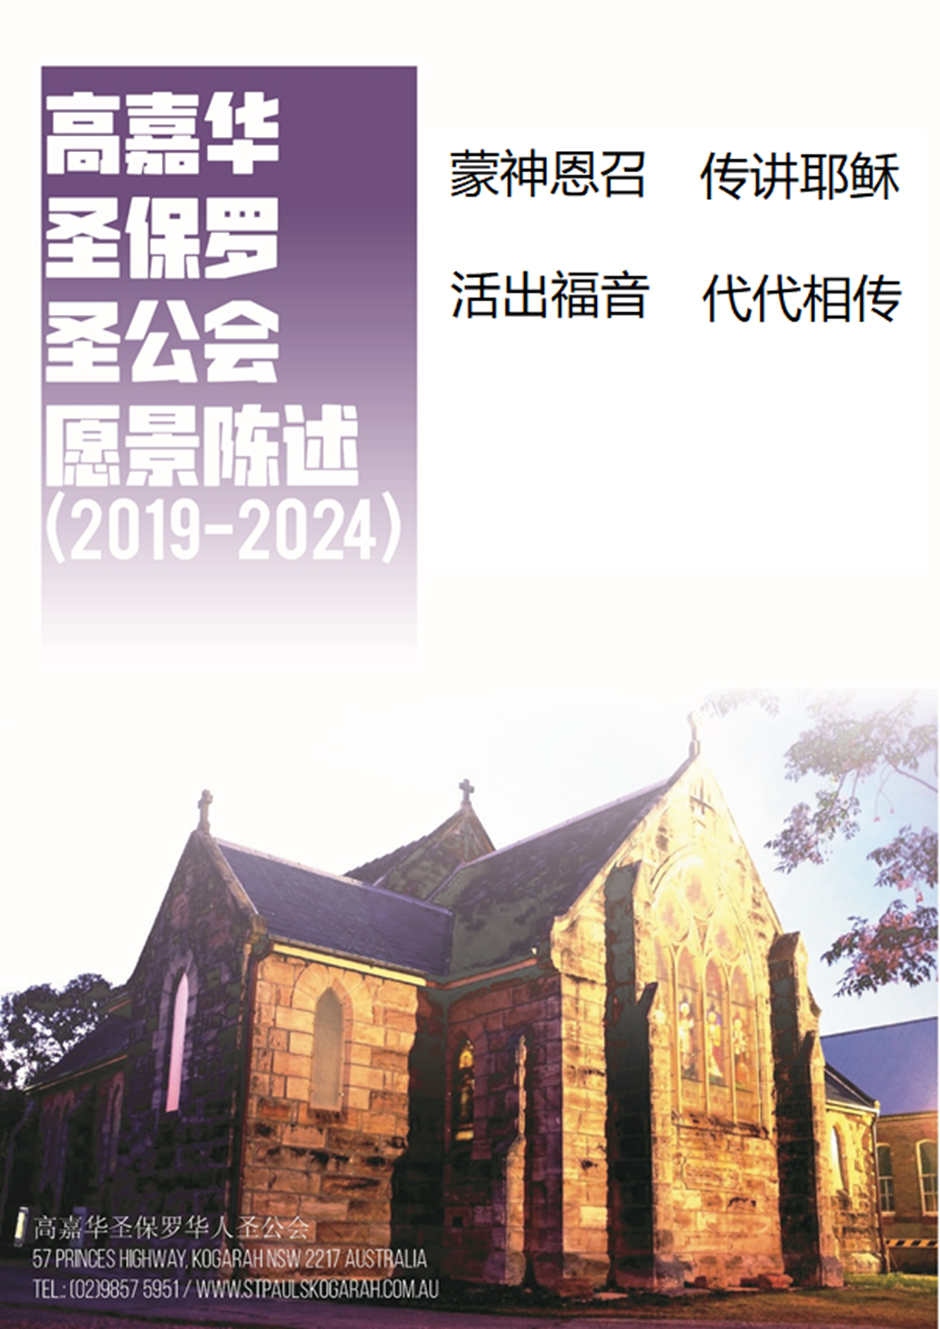 高嘉华
圣保罗
圣公会
愿景陈述
(2019-2024)
蒙神恩召 传讲耶稣
活出福音 代代相传
高嘉华圣保罗华人圣公会
57 PRINCES HIGHWAY, KOGARAH NSW 2217 AUSTRALIA
TEL.: (02)9857 5951 / WWW.STPAULSKOGARAH.COM.AU